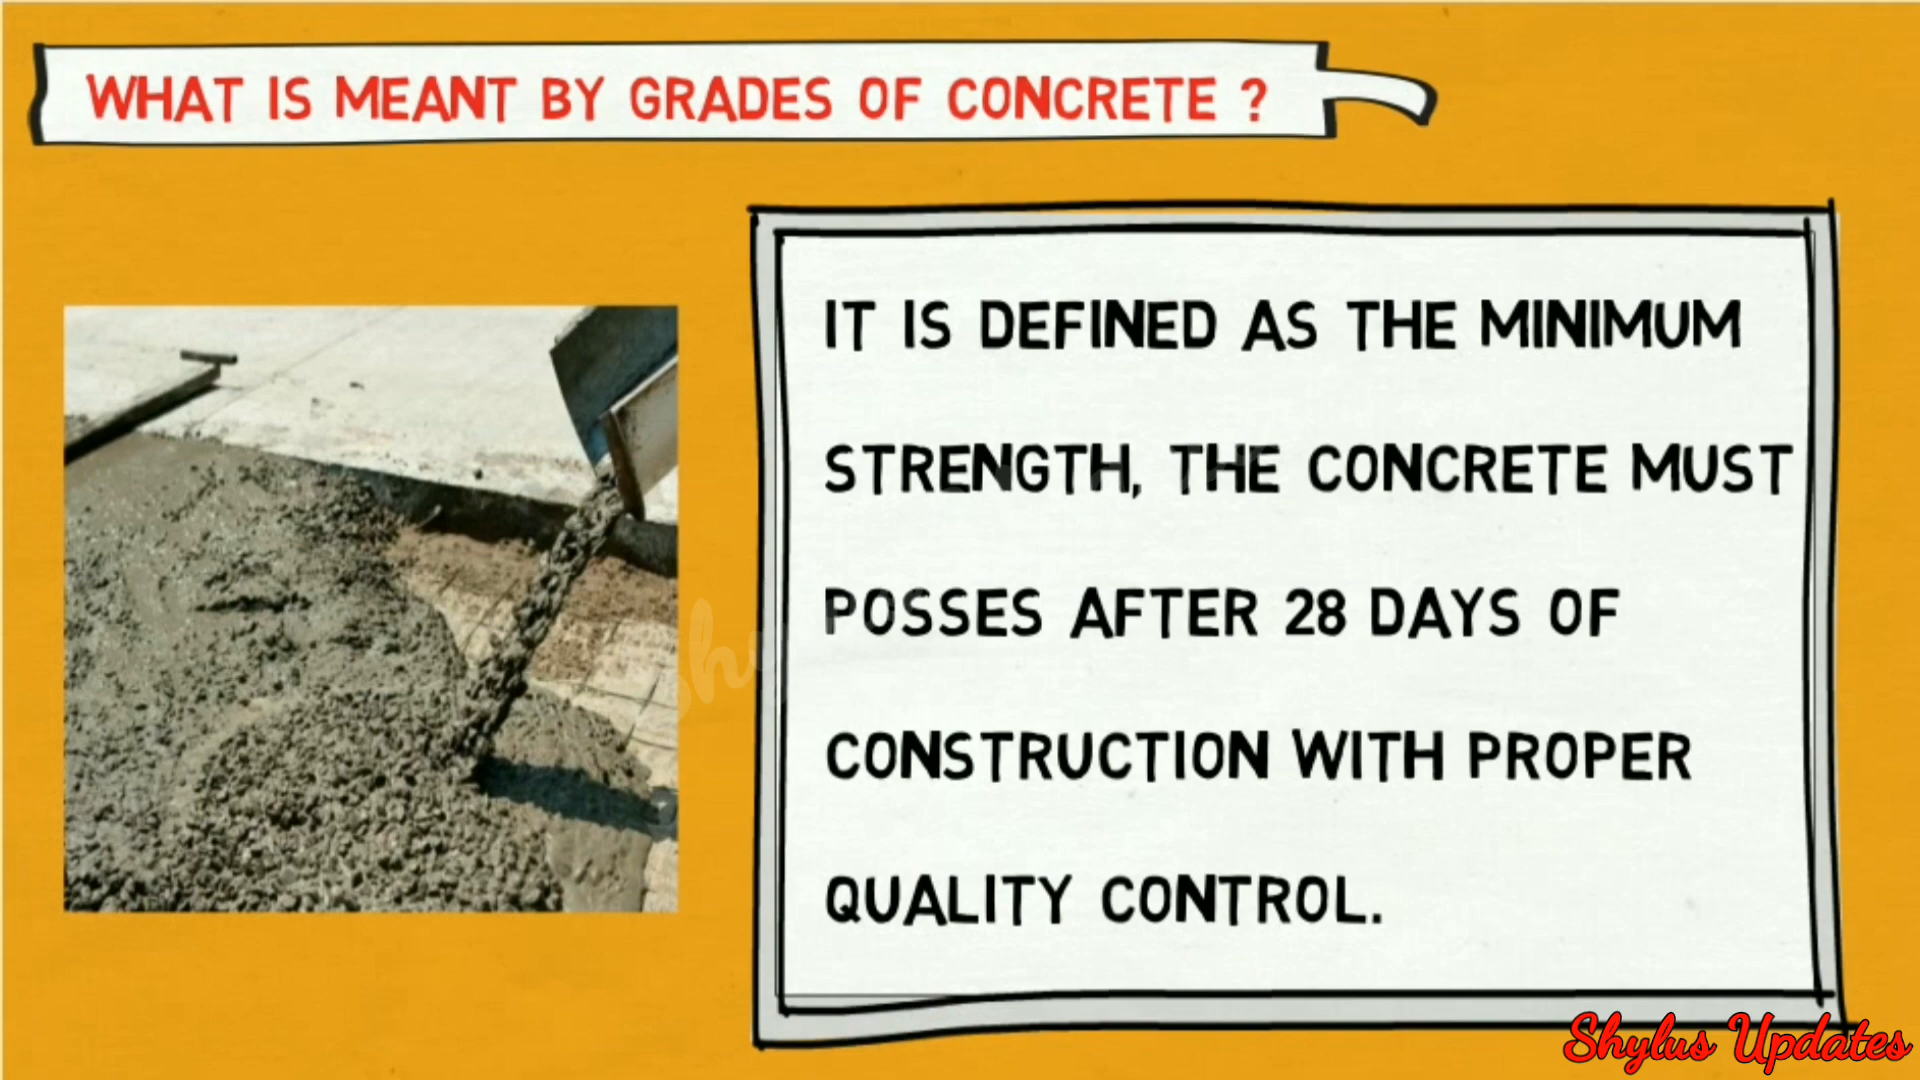 WHAT IS MEANT BY GRADES OF CONCRETE ?
IT IS DEFINED AS THE MINIMUM
STRENGTH, THE CONCRETE MUST
POSSES AFTER 28 DAYS OF
CONSTRUCTION WITH PROPER
QUALITY CONTROL.
Shylus Updates